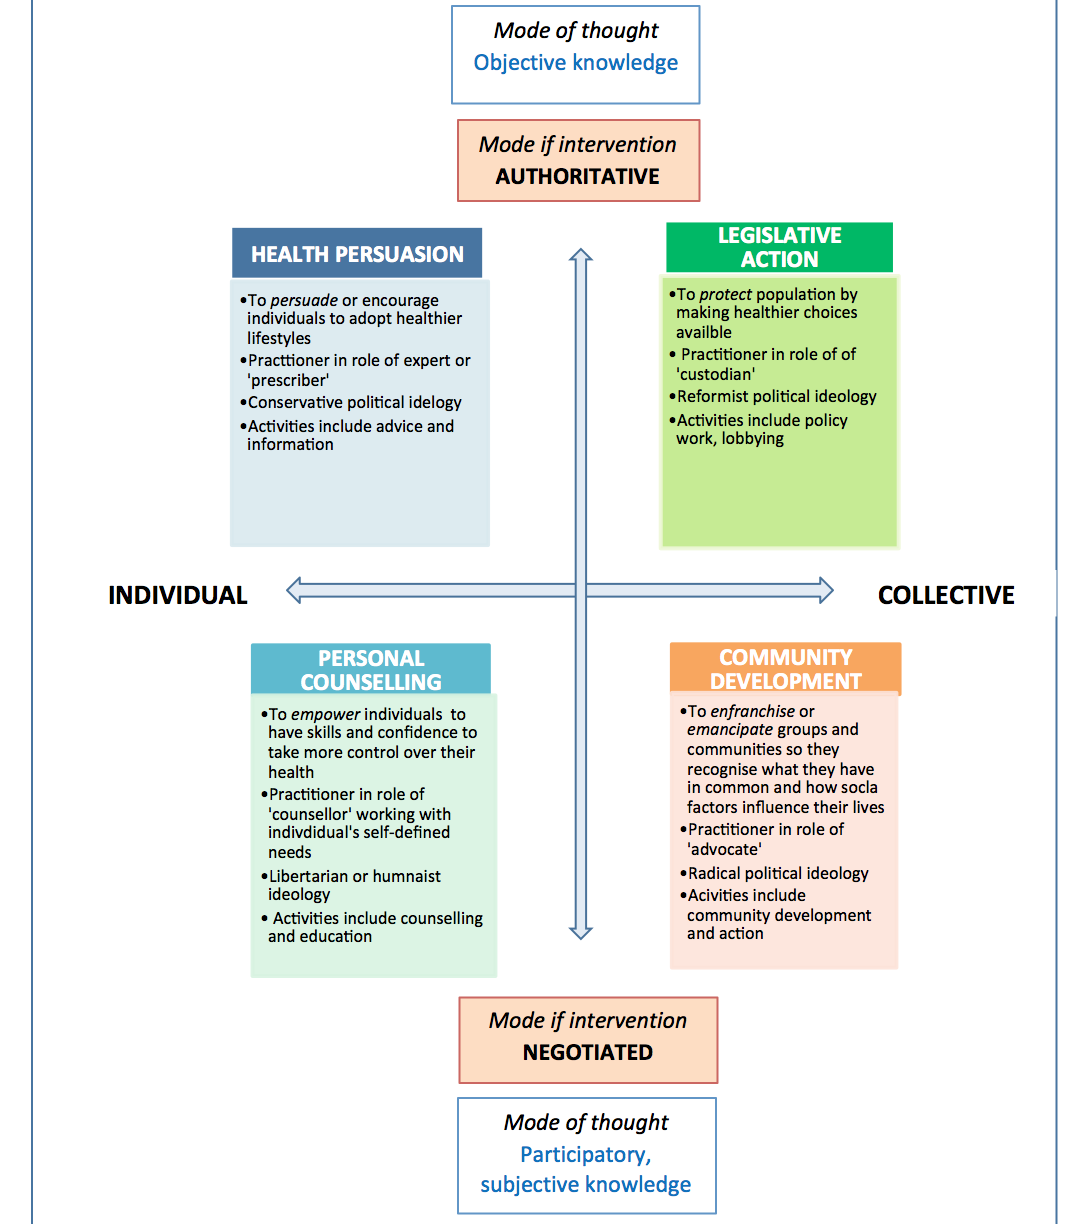 Mode of thought
Objective knowledge
Mode if intervention
AUTHORITATIVE
HEALTH PERSUASION
•To persuade or encourage
individuals to adopt healthier
lifestyles
•Practtioner in role of expert or
'prescriber'
•Conservative political idelogy
•Activities include advice and
information
LEGISLATIVE
ACTION
•To protect population by
making healthier choices
availble
• Practitioner in role of of
'custodian'
•Reformist political ideology
•Activities include policy
work, lobbying
INDIVIDUAL
COLLECTIVE
PERSONAL
COUNSELLING
•To empower individuals to
have skills and confidence to
take more control over their
health
•Practitioner in role of
'counsellor' working with
indivdidual's self-defined
needs
•Libertarian or humnaist
ideology
• Activities include counselling
and education
COMMUNITY
DEVELOPMENT
•To enfranchise or
emancipate groups and
communities so they
recognise what they have
in common and how socla
factors influence their lives
•Practitioner in role of
'advocate'
•Radical political ideology
•Acivities include
community development
and action
Mode if intervention
NEGOTIATED
Mode of thought
Participatory,
subjective knowledge